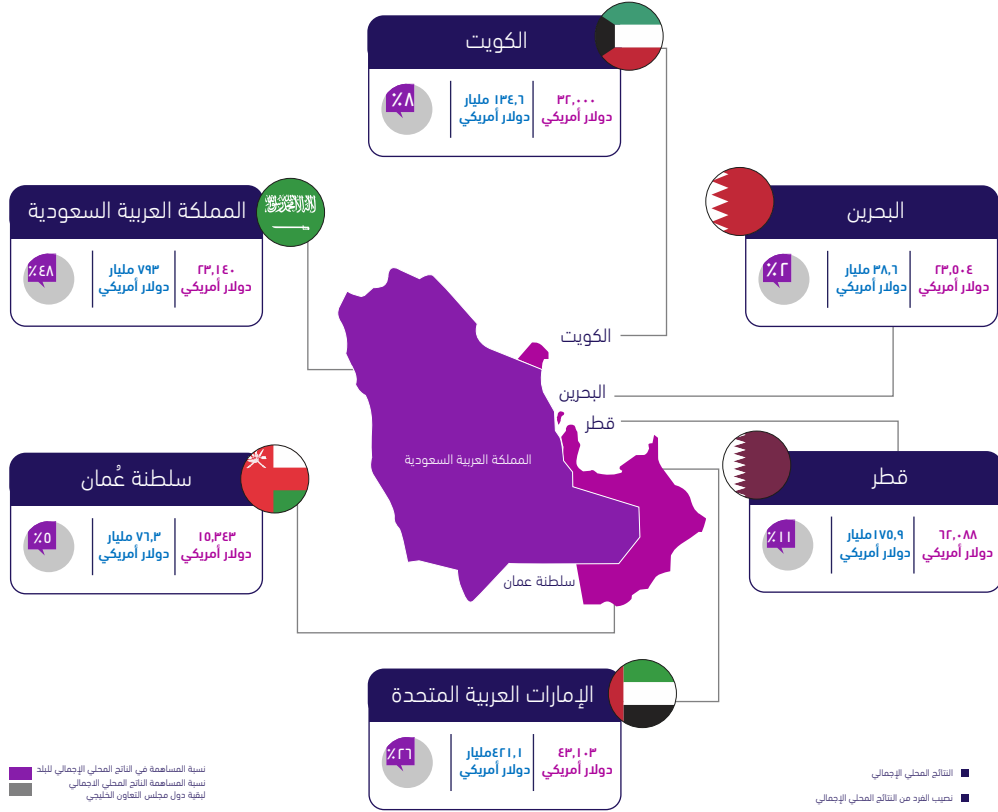 الكويت
٣٢,٠٠٠
دولار أمريكي
١٣٤,٦ مليار
دولار أمريكي
٪٨
المملكة العربية السعودية
٢٣,١٤٠
دولار أمريكي
٧٩٣ مليار
دولار أمريكي
٪٤٨
البحرين
٢٣,٥٠٤
دولار أمريكي
٣٨,٦ مليار
دولار أمريكي
٪٢
الكويت
البحرين
قطر
المملكة العربية السعودية
سلطنة عمان
سلطنة عُمان
١٥,٣٤٣
دولار أمريكي
٧٦,٣ مليار
دولار أمريكي
٪٥
قطر
٦٢,٠٨٨
دولار أمريكي
١٧٥,٩مليار
دولار أمريكي
٪١١
الإمارات العربية المتحدة
٤٣,١٠٣
دولار أمريكي
٤٢١,١مليار
دولار أمريكي
٪٢٦
النتائج المحلي الإجمالي
نصيب الفرد من النتائج المحلي الإجمالي
نسبة المساهمة في الناتج المحلي الإجمالي للبلد
نسبة المساهمة الناتج المحلي الاجمالي
لبقية دول مجلس التعاون الخليجي